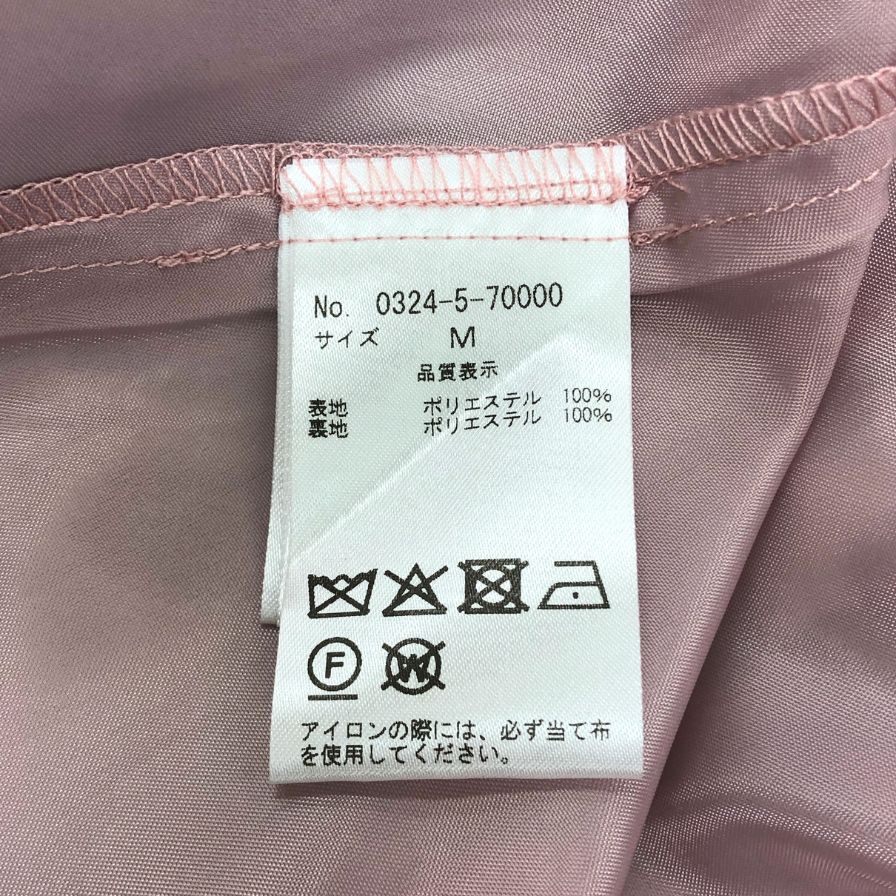 No. 0324-5-70000
サイズ M
品質表示
表地 ポリエステル 100%
裏地 ポリエステル 100%
F W
アイロンの際には、必ず当て布
を使用してください。